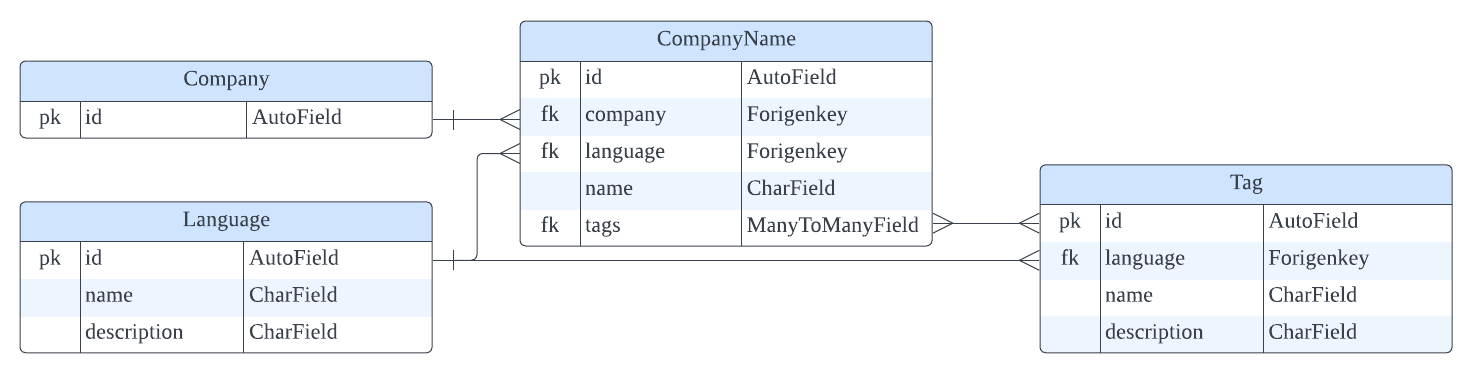 Company
pk id AutoField
Language
pk id AutoField
name CharField
description CharField
CompanyName
pk id AutoField
fk company Forigenkey
fk language Forigenkey
name CharField
fk tags ManyToManyField
Tag
pk id AutoField
fk language Forigenkey
name CharField
description CharField